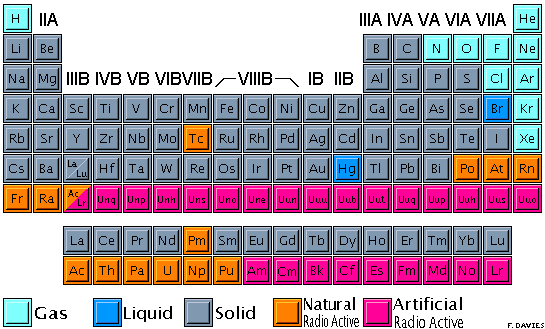 H IIA IIIA IVA VA VIA VIIA He
Li Be B C N O F Ne
Na Mg IIIB IVB VB VIB VIIB VIIIB IB IIB Al Si P S Cl Ar
K Ca Sc Ti V Cr Mn Fe Co Ni Cu Zn Ga Ge As Se Br Kr
Rb Sr Y Zr Nb Mo Tc Ru Rh Pd Ag Cd In Sn Sb Te I Xe
Cs Ba La Lu Hf Ta W Re Os Ir Pt Au Hg Tl Pb Bi Po At Rn
Fr Ra Ac Lr Unq Unp Unh Uns Uno Une Uun Uuu Uub Uut Uuq Uup Uuh Uus Uuo
La Ce Pr Nd Pm Sm Eu Gd Tb Dy Ho Er Tm Yb Lu
Ac Th Pa U Np Pu Am Cm Bk Cf Es Fm Md No Lr
Gas Liquid Solid Natural Artificial
Radio Active Radio Active
F. DAVIES